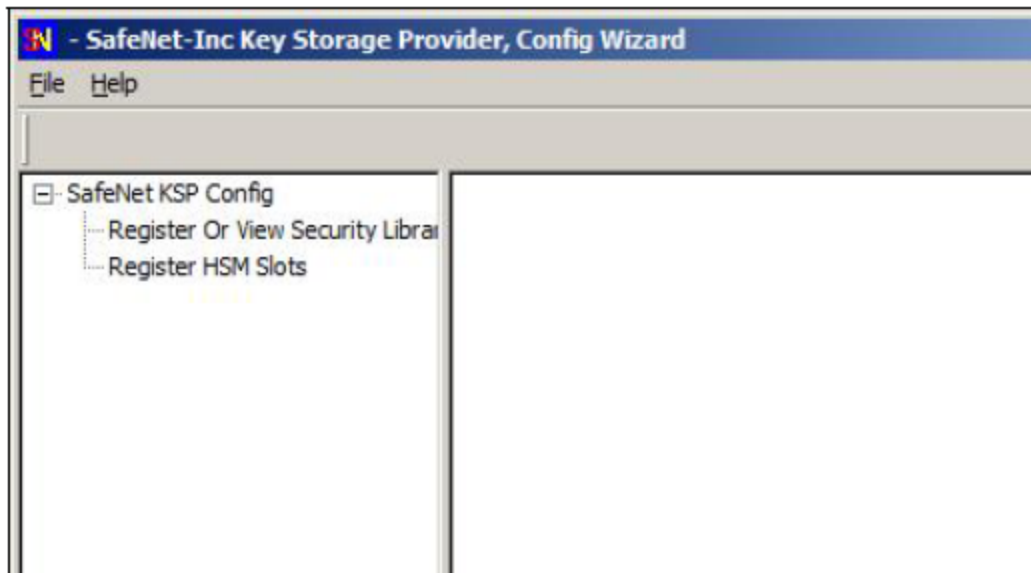 SN - SafeNet-Inc Key Storage Provider, Config Wizard
File Help
SafeNet KSP Config
Register Or View Security Librar
Register HSM Slots